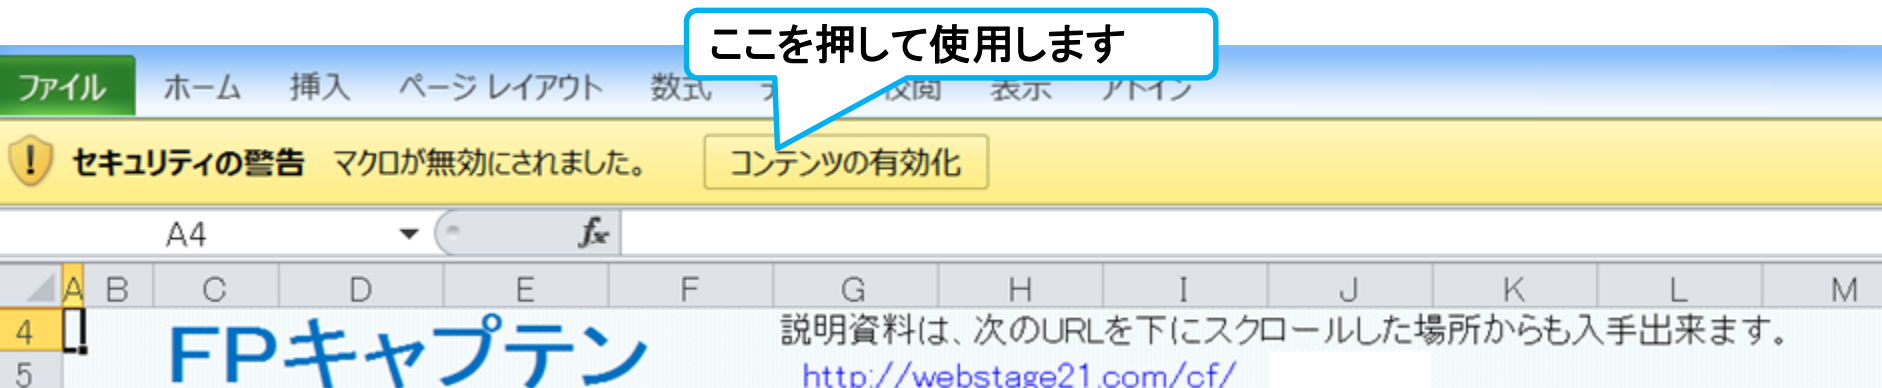 ここを押して使用します
ファイル ホーム 挿入 ページ レイアウト 数式 校閲 表示 アドイン
セキュリティの警告 マクロが無効にされました。 コンテンツの有効化
A4 fx
A B C D E F G H I J K L M
4 FPキャプテン 説明資料は、次のURLを下にスクロールした場所からも入手出来ます。
5 http://webstage21.com/cf/